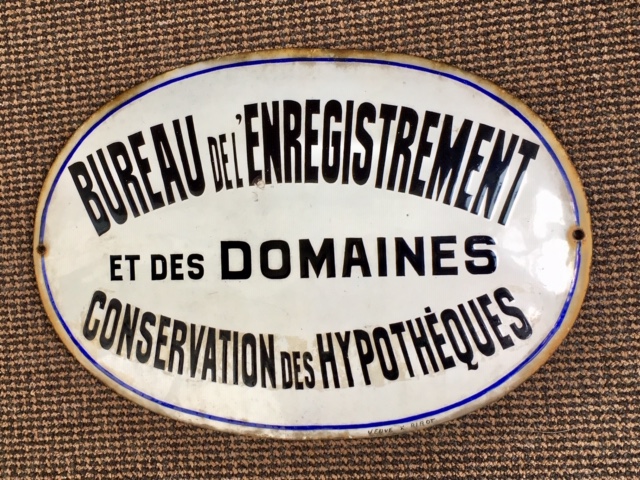 BUREAU DE L'ENREGISTREMENT
ET DES DOMAINES
CONSERVATION DES HYPOTHÈQUES